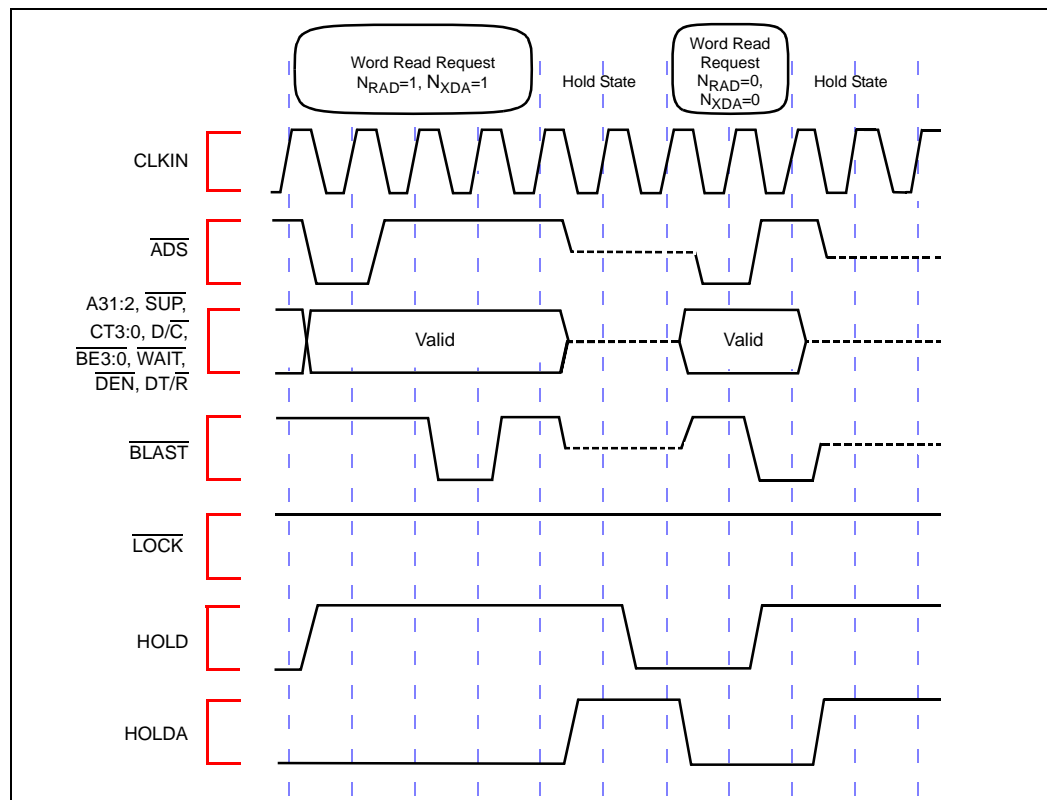 Word Read Request
NRAD=1, NXDA=1
Hold State
Word Read
Request
NRAD=0,
NXDA=0
Hold State
CLKIN
ADS
A31:2, SUP,
CT3:0, D/C,
BE3:0, WAIT,
DEN, DT/R
Valid
Valid
BLAST
LOCK
HOLD
HOLDA